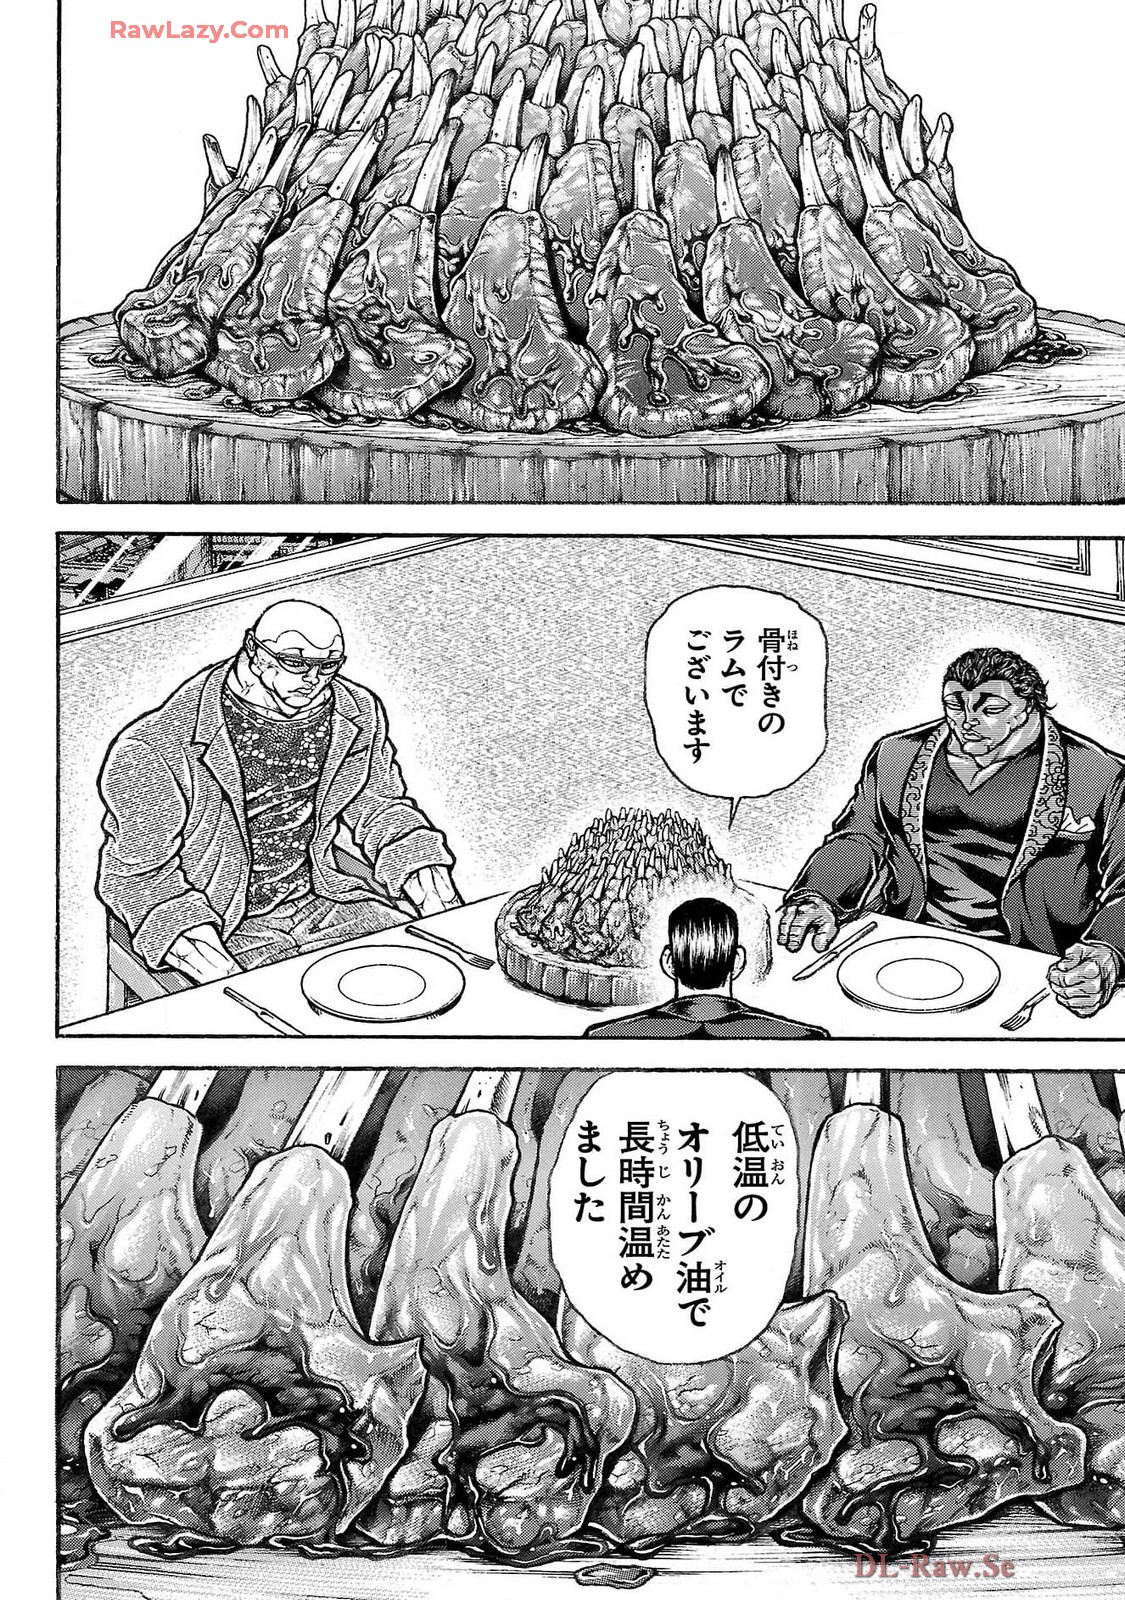 RawLazy.Com
骨付きの
ラムで
ございます
低温の
オリーブ油で
長時間温め
ました
DL-Raw.Se